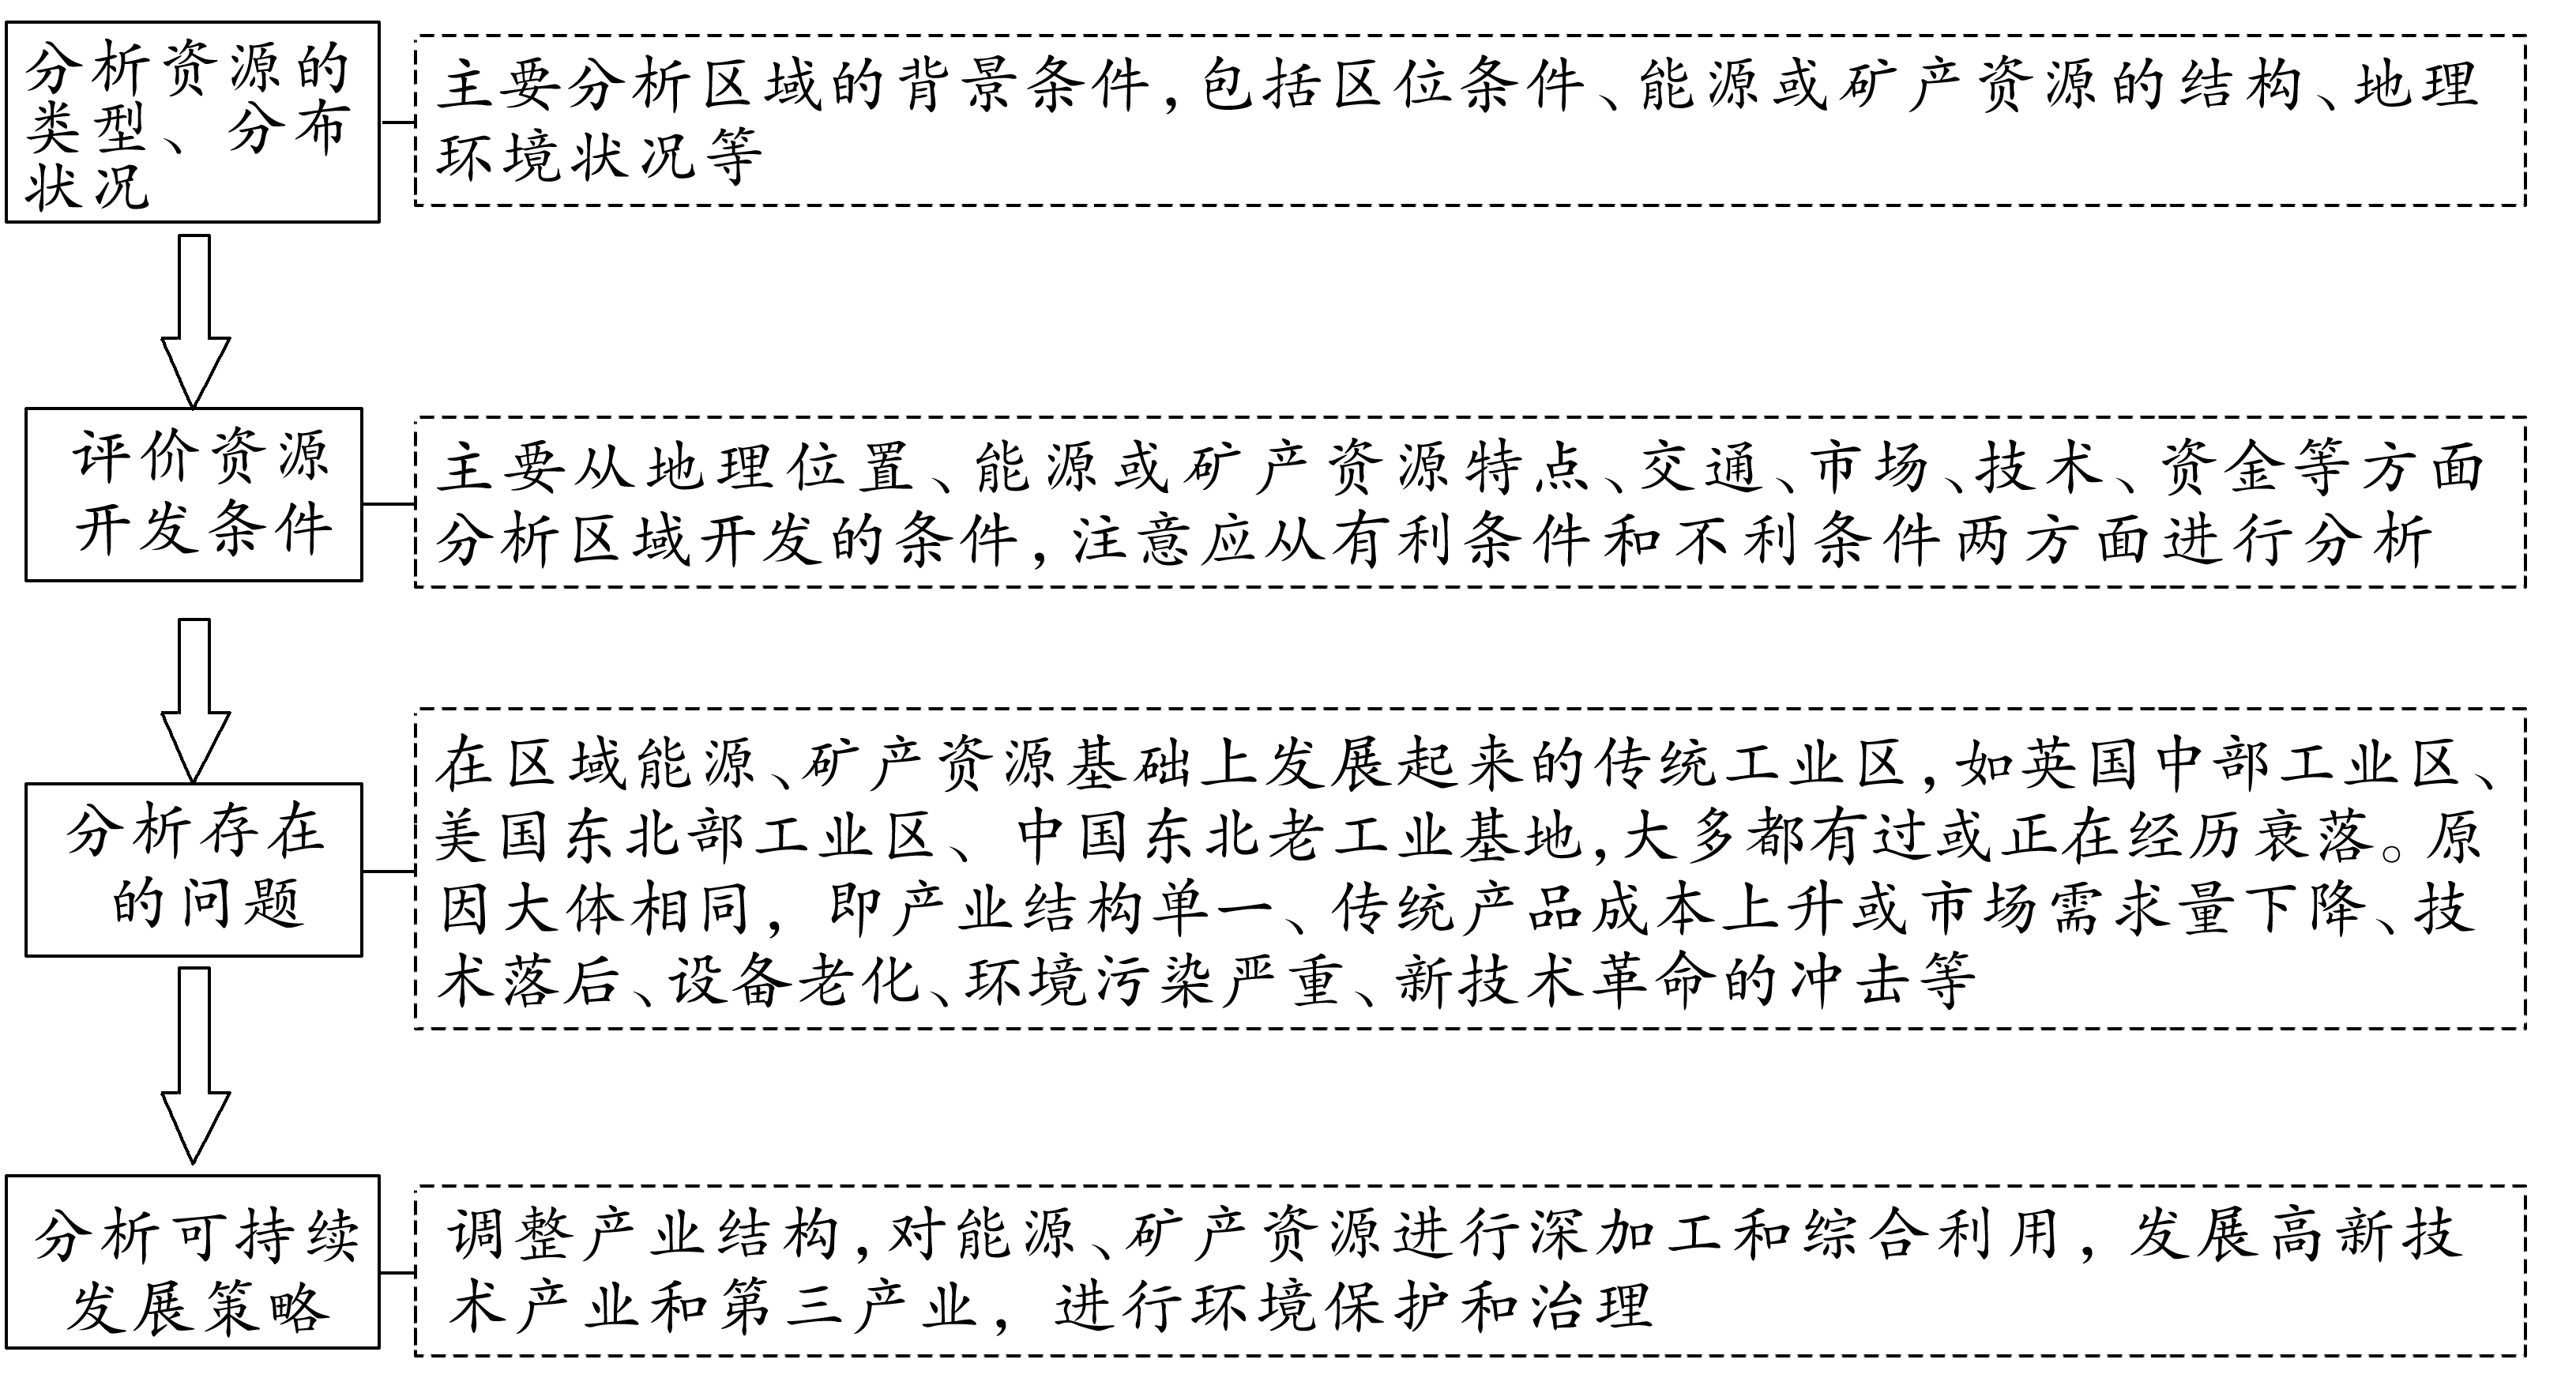 分析资源的
类型、分布
状况
主要分析区域的背景条件,包括区位条件、能源或矿产资源的结构、地理
环境状况等
评价资源
开发条件
主要从地理位置、能源或矿产资源特点、交通、市场、技术、资金等方面
分析区域开发的条件,注意应从有利条件和不利条件两方面进行分析
分析存在
的问题
在区域能源、矿产资源基础上发展起来的传统工业区,如英国中部工业区、
美国东北部工业区、中国东北老工业基地,大多都有过或正在经历衰落。原
因大体相同，即产业结构单一、传统产品成本上升或市场需求量下降、技
术落后、设备老化、环境污染严重、新技术革命的冲击等
分析可持续
发展策略
调整产业结构,对能源、矿产资源进行深加工和综合利用，发展高新技
术产业和第三产业，进行环境保护和治理